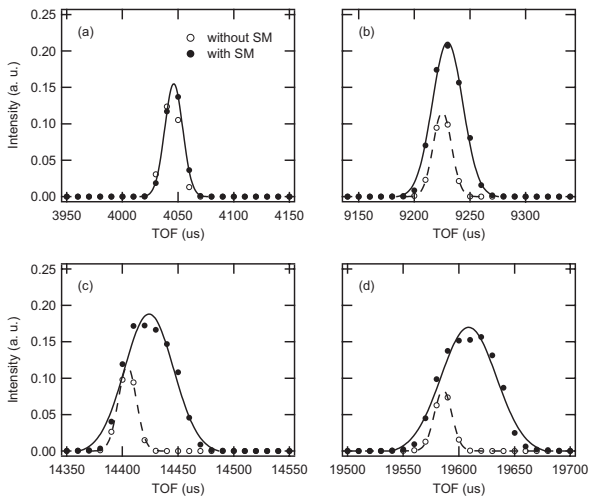 0.25
0.20
0.15
0.10
0.05
0.00
Intensity (a. u.)
(a)
without SM
with SM
3950 4000 4050 4100 4150
TOF (us)
(b)
9150 9200 9250 9300
TOF (us)
0.25
0.20
0.15
0.10
0.05
0.00
Intensity (a. u.)
(c)
14350 14400 14450 14500 14550
TOF (us)
(d)
19500 19550 19600 19650 19700
TOF (us)